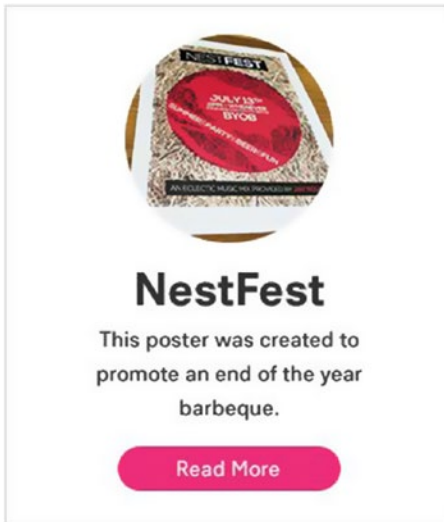 NESTFEST
JULY 13TH
BYOB
SUMMER//PARTY//BEER//FUN
AN ECLECTIC MUSIC MIX PROVIDED BY
NestFest
This poster was created to
promote an end of the year
barbeque.
Read More